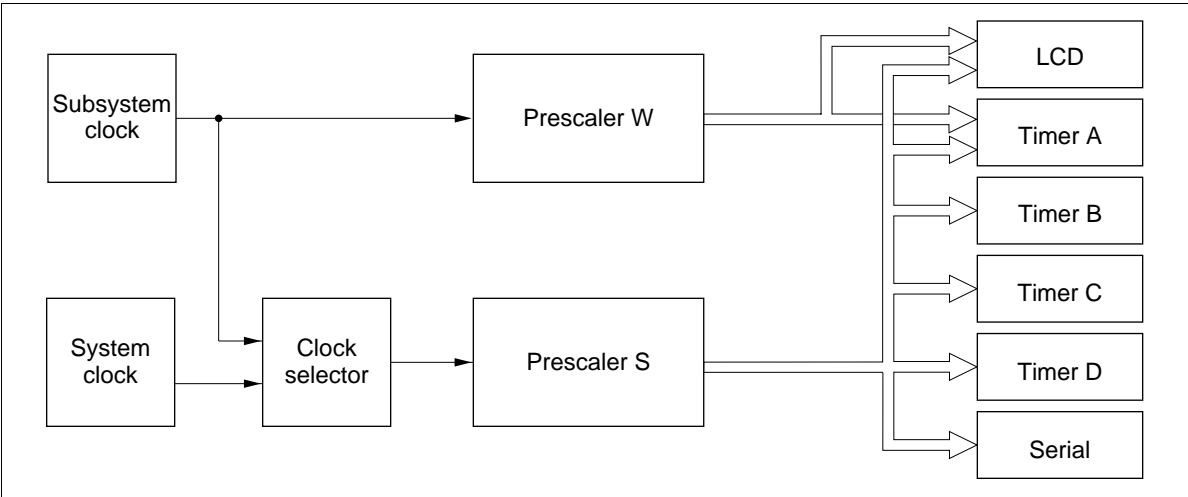 Subsystem
clock
Prescaler W
LCD
Timer A
Timer B
Timer C
System
clock
Clock
selector
Prescaler S
Timer D
Serial